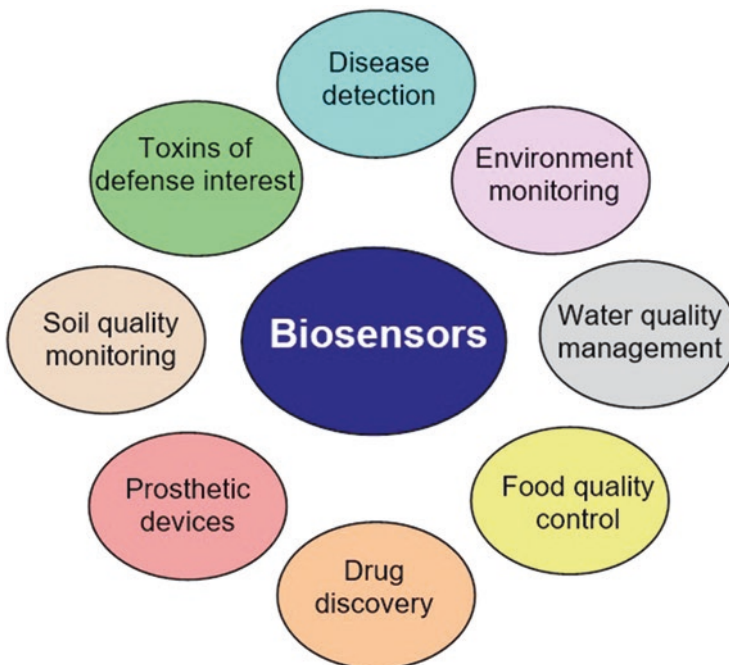 Disease
detection
Environment
monitoring
Water quality
management
Food quality
control
Drug
discovery
Prosthetic
devices
Soil quality
monitoring
Toxins of
defense interest
Biosensors